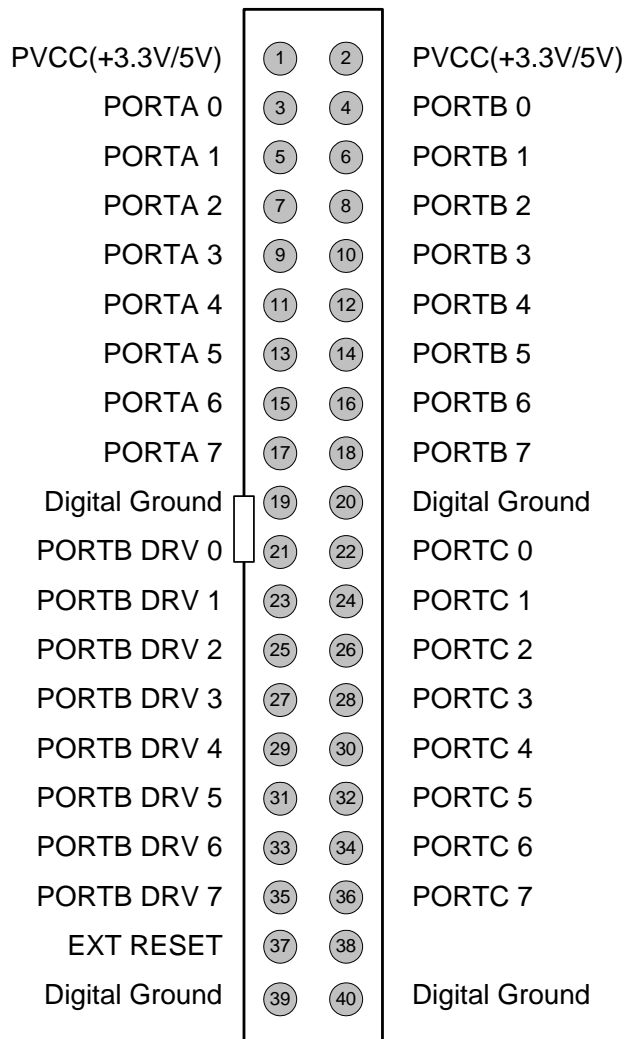 PVCC(+3.3V/5V) 1 2 PVCC(+3.3V/5V)
PORTA 0 3 4 PORTB 0
PORTA 1 5 6 PORTB 1
PORTA 2 7 8 PORTB 2
PORTA 3 9 10 PORTB 3
PORTA 4 11 12 PORTB 4
PORTA 5 13 14 PORTB 5
PORTA 6 15 16 PORTB 6
PORTA 7 17 18 PORTB 7
Digital Ground 19 20 Digital Ground
PORTB DRV 0 21 22 PORTC 0
PORTB DRV 1 23 24 PORTC 1
PORTB DRV 2 25 26 PORTC 2
PORTB DRV 3 27 28 PORTC 3
PORTB DRV 4 29 30 PORTC 4
PORTB DRV 5 31 32 PORTC 5
PORTB DRV 6 33 34 PORTC 6
PORTB DRV 7 35 36 PORTC 7
EXT RESET 37 38
Digital Ground 39 40 Digital Ground